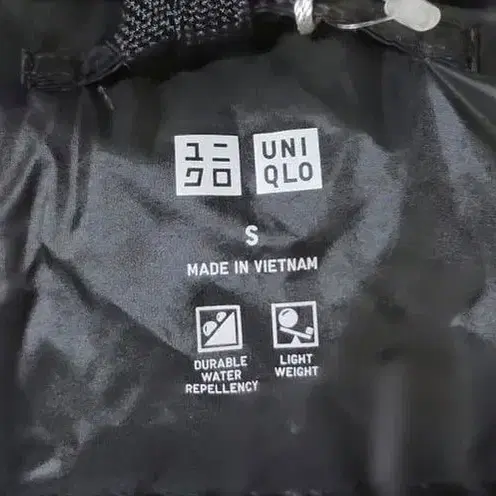 ユニ
クロ
UNI
QLO
S
MADE IN VIETNAM
DURABLE
WATER
REPELLENCY
LIGHT
WEIGHT